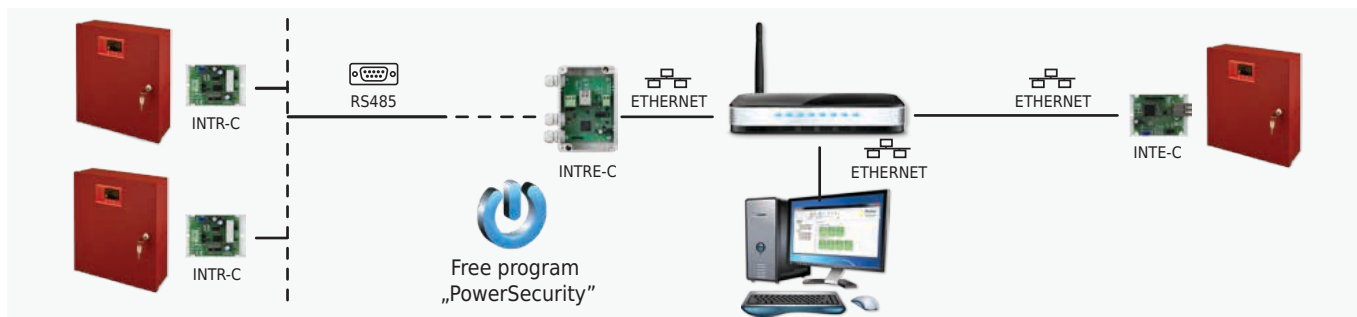 INTR-C
RS485
INTRE-C
ETHERNET
ETHERNET
ETHERNET
INTE-C
INTR-C
Free program
„PowerSecurity”